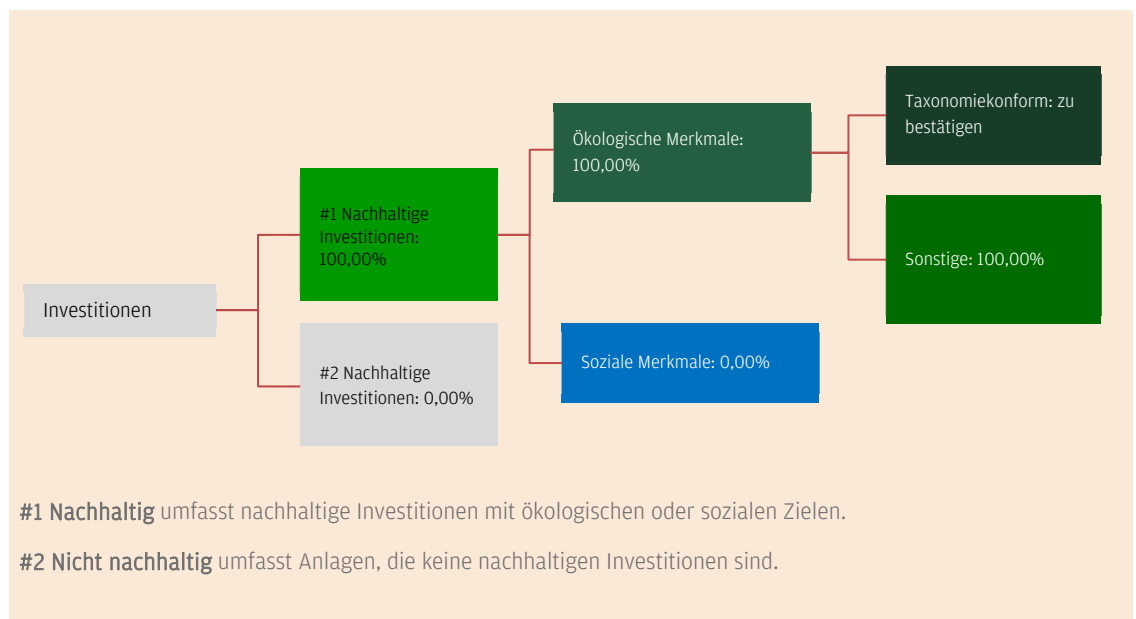 Investitionen
#1 Nachhaltige
Investitionen:
100,00%
#2 Nachhaltige
Investitionen: 0,00%
Ökologische Merkmale:
100,00%
Soziale Merkmale: 0,00%
Taxonomiekonform: zu
bestätigen
Sonstige: 100,00%
#1 Nachhaltig umfasst nachhaltige Investitionen mit ökologischen oder sozialen Zielen.
#2 Nicht nachhaltig umfasst Anlagen, die keine nachhaltigen Investitionen sind.